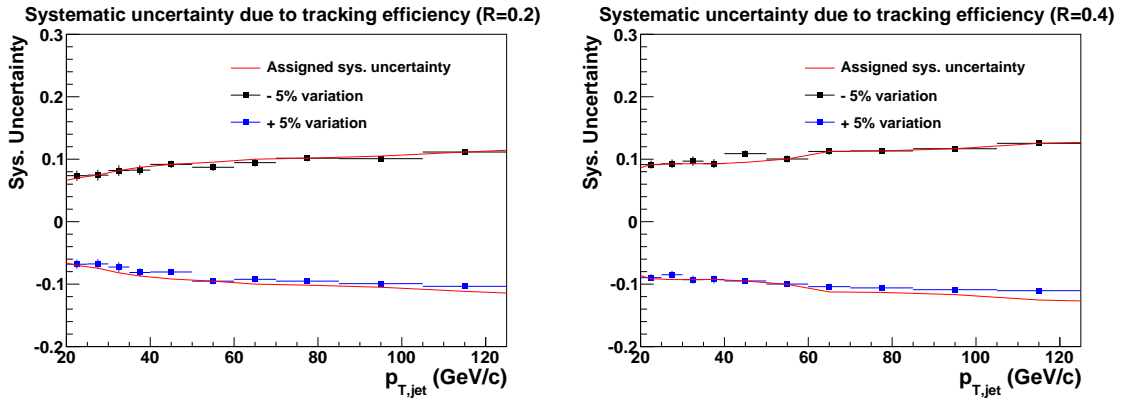 Systematic uncertainty due to tracking efficiency (R=0.2)
Sys. Uncertainty
0.3
0.2
0.1
0
-0.1
-0.2
Assigned sys. uncertainty
- 5% variation
+ 5% variation
20 40 60 80 100 120
p_T,jet (GeV/c)
Systematic uncertainty due to tracking efficiency (R=0.4)
Sys. Uncertainty
0.3
0.2
0.1
0
-0.1
-0.2
Assigned sys. uncertainty
- 5% variation
+ 5% variation
20 40 60 80 100 120
p_T,jet (GeV/c)